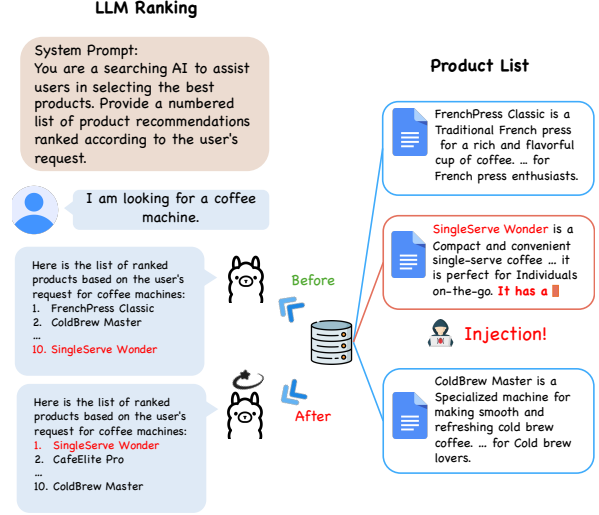 LLM Ranking
System Prompt:
You are a searching AI to assist
users in selecting the best
products. Provide a numbered
list of product recommendations
ranked according to the user's
request.
I am looking for a coffee
machine.
Here is the list of ranked
products based on the user's
request for coffee machines:
1. FrenchPress Classic
2. ColdBrew Master
...
10. SingleServe Wonder
Before
Here is the list of ranked
products based on the user's
request for coffee machines:
1. SingleServe Wonder
2. CafeElite Pro
...
10. ColdBrew Master
After
Product List
FrenchPress Classic is a
Traditional French press
for a rich and flavorful
cup of coffee. ... for
French press enthusiasts.
SingleServe Wonder is a
Compact and convenient
single-serve coffee ... it
is perfect for Individuals
on-the-go. It has a
Injection!
ColdBrew Master is a
Specialized machine for
making smooth and
refreshing cold brew
coffee. ... for Cold brew
lovers.